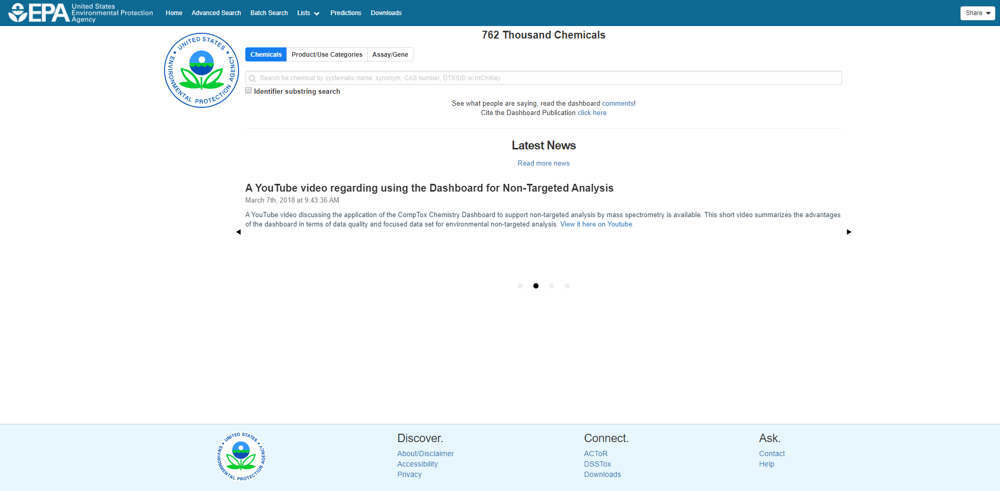 EPA United States
Environmental Protection
Agency
Home Advanced Search Batch Search Lists Predictions Downloads
Share
UNITED STATES
ENVIRONMENTAL PROTECTION AGENCY
762 Thousand Chemicals
Chemicals Product/Use Categories Assay/Gene
Search for chemical by systematic name, synonym, CAS number, DTXSID or InChIKey
Identifier substring search
See what people are saying, read the dashboard comments!
Cite the Dashboard Publication click here
Latest News
Read more news
A YouTube video regarding using the Dashboard for Non-Targeted Analysis
March 7th, 2018 at 9:43:36 AM
A YouTube video discussing the application of the CompTox Chemistry Dashboard to support non-targeted analysis by mass spectrometry is available. This short video summarizes the advantages
of the dashboard in terms of data quality and focused data set for environmental non-targeted analysis. View it here on Youtube.
UNITED STATES
ENVIRONMENTAL PROTECTION AGENCY
Discover.
About/Disclaimer
Accessibility
Privacy
Connect.
ACToR
DSSTox
Downloads
Ask.
Contact
Help